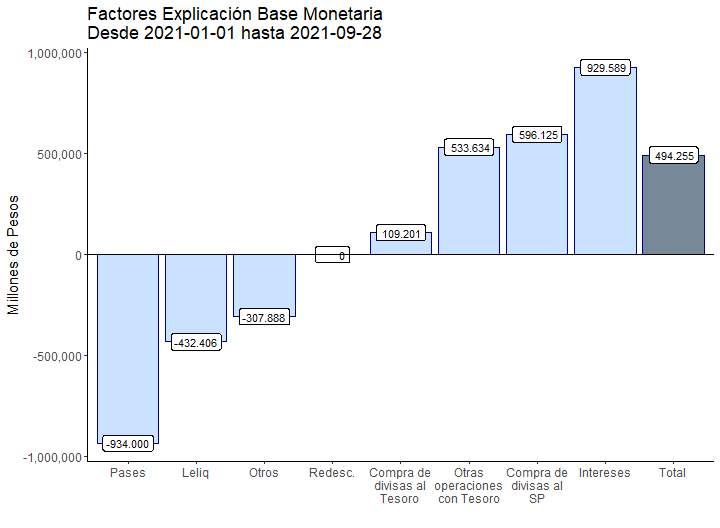 Factores Explicación Base Monetaria
Desde 2021-01-01 hasta 2021-09-28
Millones de Pesos
1,000,000
500,000
0
-500,000
-1,000,000
-934.000
-432.406
-307.888
0
109.201
533.634
596.125
929.589
494.255
Pases
Leliq
Otros
Redesc.
Compra de
divisas al
Tesoro
Otras
operaciones
con Tesoro
Compra de
divisas al
SP
Intereses
Total